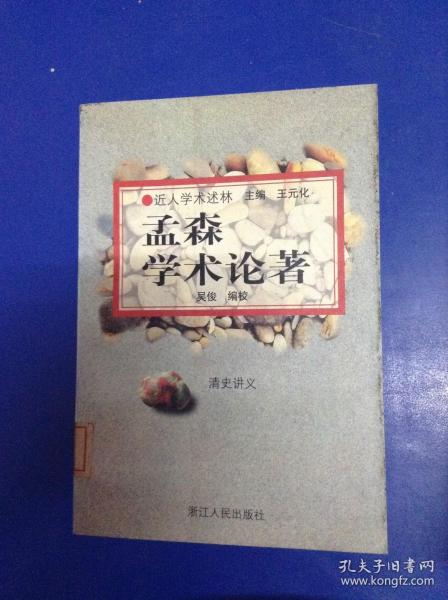 ●近人学术述林 主编 王元化
孟森
学术论著
吴俊 编校
清史讲义
浙江人民出版社
孔夫子旧书网
www.kongfz.com